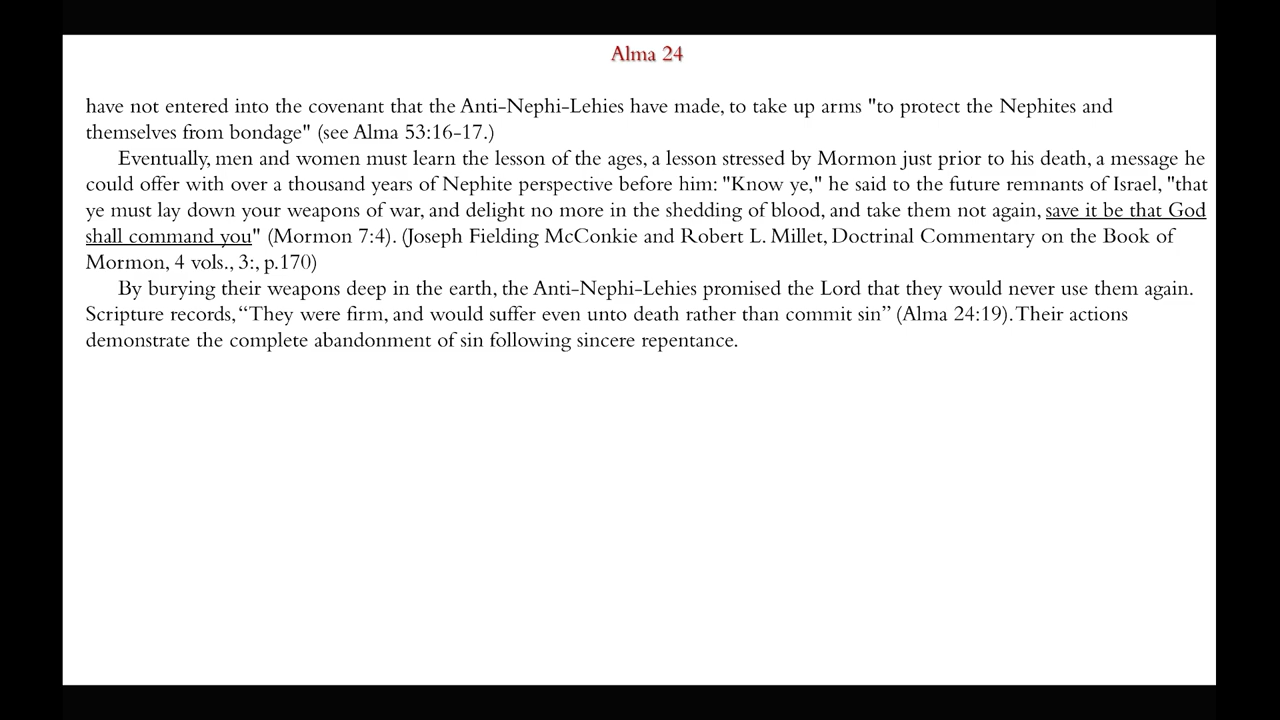 Alma 24
have not entered into the covenant that the Anti-Nephi-Lehies have made, to take up arms "to protect the Nephites and
themselves from bondage" (see Alma 53:16-17.)
Eventually, men and women must learn the lesson of the ages, a lesson stressed by Mormon just prior to his death, a message he
could offer with over a thousand years of Nephite perspective before him: "Know ye," he said to the future remnants of Israel, "that
ye must lay down your weapons of war, and delight no more in the shedding of blood, and take them not again, save it be that God
shall command you" (Mormon 7:4). (Joseph Fielding McConkie and Robert L. Millet, Doctrinal Commentary on the Book of
Mormon, 4 vols., 3:, p.170)
By burying their weapons deep in the earth, the Anti-Nephi-Lehies promised the Lord that they would never use them again.
Scripture records, “They were firm, and would suffer even unto death rather than commit sin” (Alma 24:19). Their actions
demonstrate the complete abandonment of sin following sincere repentance.